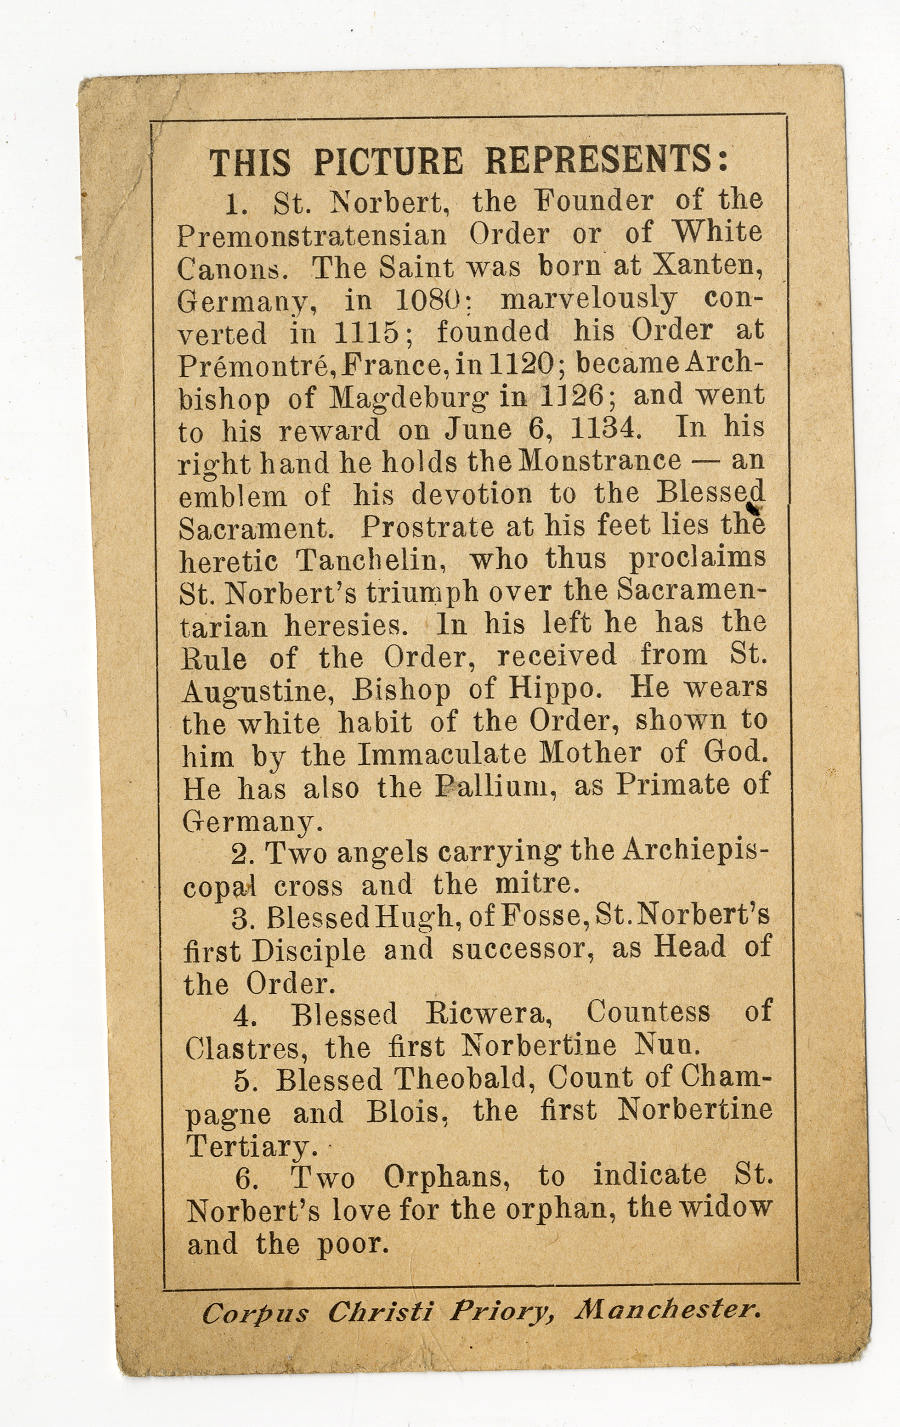 THIS PICTURE REPRESENTS:
1. St. Norbert, the Founder of the
Premonstratensian Order or of White
Canons. The Saint was born at Xanten,
Germany, in 1080; marvelously con-
verted in 1115; founded his Order at
Prémontré, France, in 1120; became Arch-
bishop of Magdeburg in 1126; and went
to his reward on June 6, 1134. In his
right hand he holds the Monstrance — an
emblem of his devotion to the Blessed
Sacrament. Prostrate at his feet lies the
heretic Tanchelin, who thus proclaims
St. Norbert's triumph over the Sacramen-
tarian heresies. In his left he has the
Rule of the Order, received from St.
Augustine, Bishop of Hippo. He wears
the white habit of the Order, shown to
him by the Immaculate Mother of God.
He has also the Pallium, as Primate of
Germany.
2. Two angels carrying the Archiepis-
copal cross and the mitre.
3. Blessed Hugh, of Fosse, St. Norbert's
first Disciple and successor, as Head of
the Order.
4. Blessed Ricwera, Countess of
Clastres, the first Norbertine Nun.
5. Blessed Theobald, Count of Cham-
pagne and Blois, the first Norbertine
Tertiary.
6. Two Orphans, to indicate St.
Norbert's love for the orphan, the widow
and the poor.
Corpus Christi Priory, Manchester.